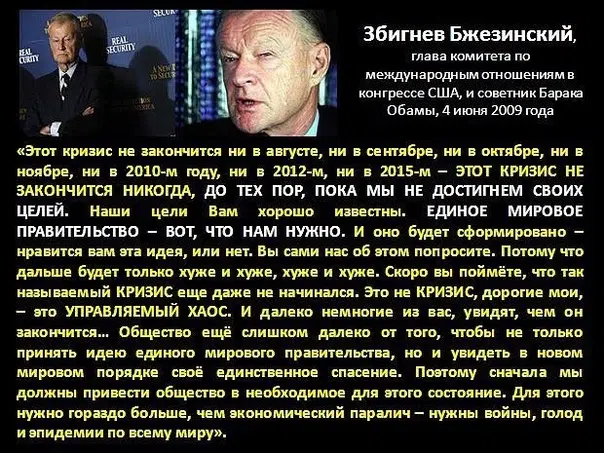 REAL SECURITY
REAL SECURITY
Збигнев Бжезинский,
глава комитета по
международным отношениям в
конгрессе США, и советник Барака
Обамы, 4 июня 2009 года
«Этот кризис не закончится ни в августе, ни в сентябре, ни в октябре, ни в
ноябре, ни в 2010-м году, ни в 2012-м, ни в 2015-м – ЭТОТ КРИЗИС НЕ
ЗАКОНЧИТСЯ НИКОГДА, ДО ТЕХ ПОР, ПОКА МЫ НЕ ДОСТИГНЕМ СВОИХ
ЦЕЛЕЙ. Наши цели Вам хорошо известны. ЕДИНОЕ МИРОВОЕ
ПРАВИТЕЛЬСТВО – ВОТ, ЧТО НАМ НУЖНО. И оно будет сформировано –
нравится вам эта идея, или нет. Вы сами нас об этом попросите. Потому что
дальше будет только хуже и хуже, хуже и хуже. Скоро вы поймёте, что так
называемый КРИЗИС еще даже не начинался. Это не КРИЗИС, дорогие мои,
– это УПРАВЛЯЕМЫЙ ХАОС. И далеко немногие из вас, увидят, чем он
закончится... Общество ещё слишком далеко от того, чтобы не только
принять идею единого мирового правительства, но и увидеть в новом
мировом порядке своё единственное спасение. Поэтому сначала мы
должны привести общество в необходимое для этого состояние. Для этого
нужно гораздо больше, чем экономический паралич – нужны войны, голод
и эпидемии по всему миру».